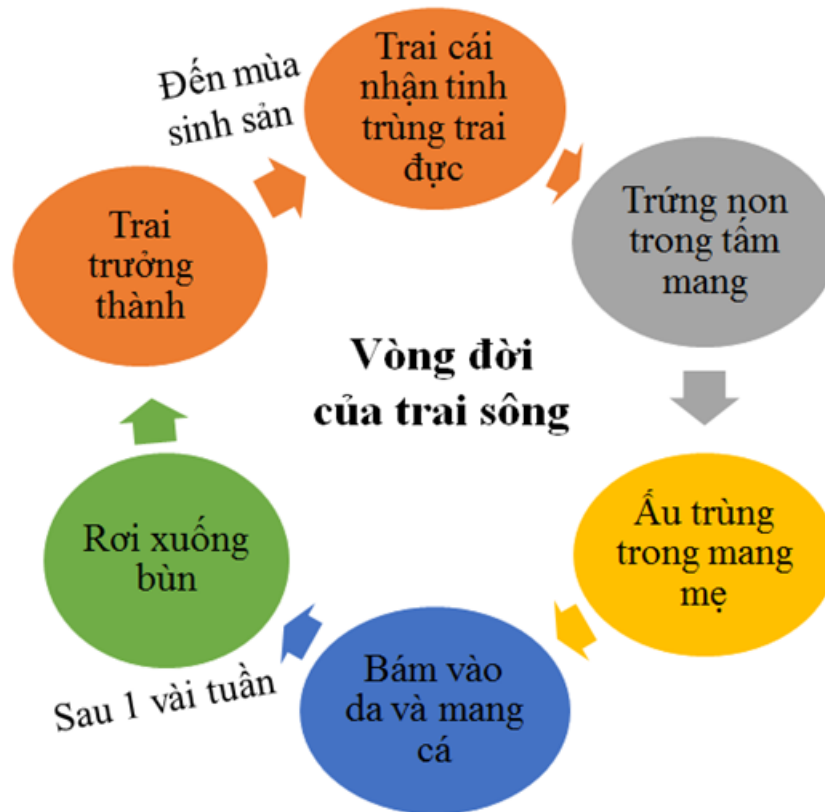 Đến mùa
sinh sản
Trai cái
nhận tinh
trùng trai
đực
Trứng non
trong tấm
mang
Trai
trưởng
thành
Vòng đời
của trai sông
Ấu trùng
trong mang
mẹ
Rơi xuống
bùn
Sau 1 vài tuần
Bám vào
da và mang
cá